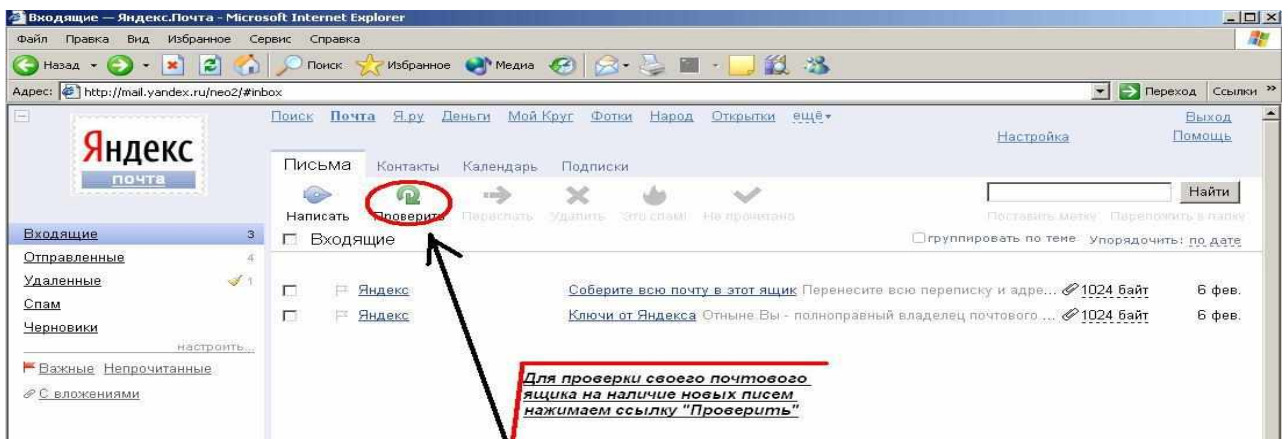 Входящие — Яндекс.Почта - Microsoft Internet Explorer
Файл Правка Вид Избранное Сервис Справка
Назад Поиск Избранное Медиа
Адрес: http://mail.yandex.ru/neo2/#inbox Переход Ссылки »
Поиск Почта Я.ру Деньги Мой Круг Фотки Народ Открытки ещё Выход
Настройка Помощь
Яндекс
почта
Письма Контакты Календарь Подписки
Найти
Написать Проверить Переслать Удалить Это спам! Не прочитано Поставить метку Переложить в папку
Входящие 3
Входящие группировать по теме Упорядочить: по дате
Отправленные 4
Удаленные 1
Яндекс Соберите всю почту в этот ящик Перенесите всю переписку и адре... 1024 байт 6 фев.
Спам
Яндекс Ключи от Яндекса Отныне Вы - полноправный владелец почтового ... 1024 байт 6 фев.
Черновики
настроить...
Важные Непрочитанные
С вложениями
Для проверки своего почтового
ящика на наличие новых писем
нажимаем ссылку "Проверить"